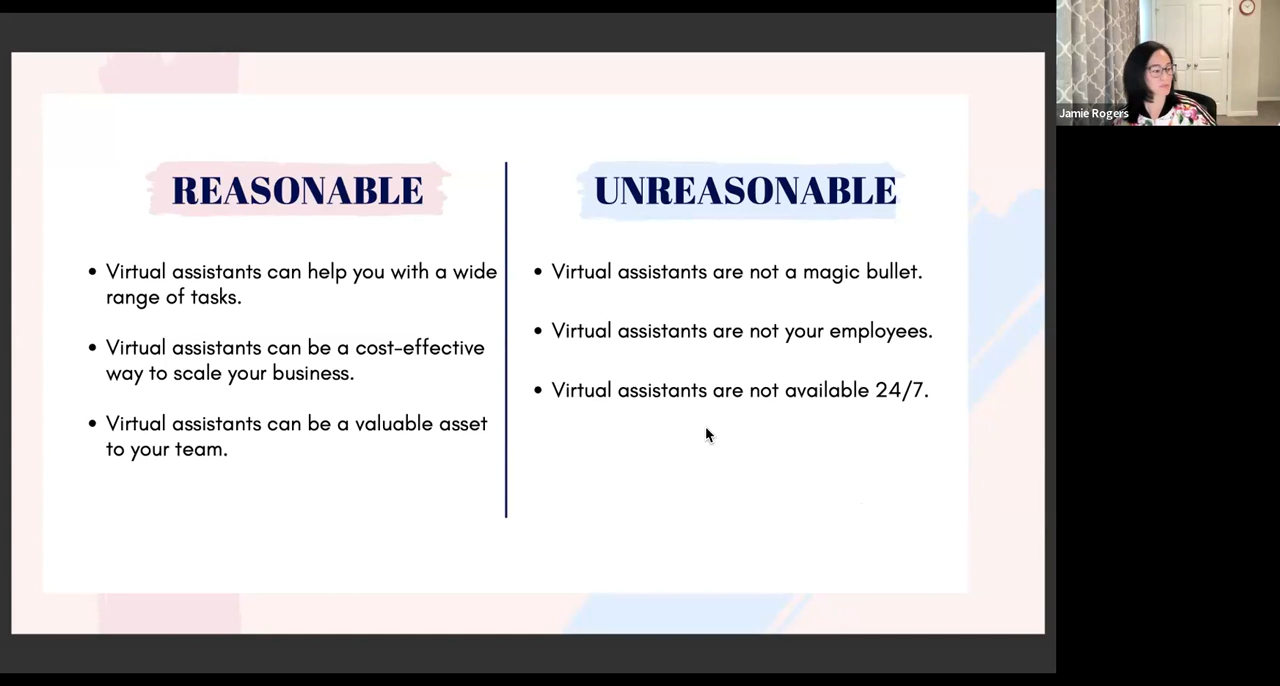 REASONABLE
• Virtual assistants can help you with a wide
range of tasks.
• Virtual assistants can be a cost-effective
way to scale your business.
• Virtual assistants can be a valuable asset
to your team.
UNREASONABLE
• Virtual assistants are not a magic bullet.
• Virtual assistants are not your employees.
• Virtual assistants are not available 24/7.
Jamie Rogers